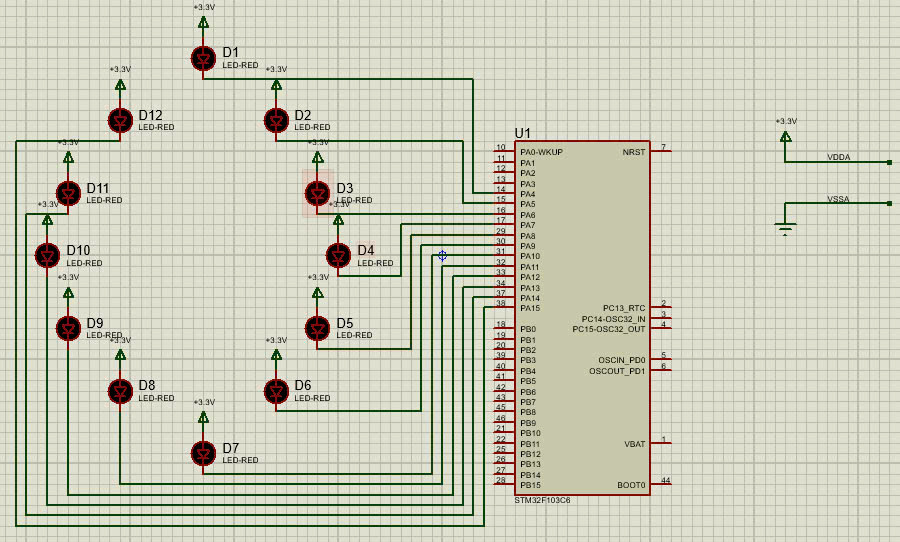 +3.3V
D1
LED-RED
+3.3V
D12
LED-RED
+3.3V
D2
LED-RED
+3.3V
D11
LED-RED
+3.3V
D3
LED-RED
+3.3V
D10
LED-RED
+3.3V
D4
LED-RED
+3.3V
D9
LED-RED
+3.3V
D5
LED-RED
+3.3V
D8
LED-RED
+3.3V
D6
LED-RED
+3.3V
D7
LED-RED
U1
10 PA0-WKUP
11 PA1
12 PA2
13 PA3
14 PA4
15 PA5
16 PA6
17 PA7
29 PA8
30 PA9
31 PA10
32 PA11
33 PA12
34 PA13
37 PA14
38 PA15
18 PB0
19 PB1
20 PB2
39 PB3
40 PB4
41 PB5
42 PB6
43 PB7
45 PB8
46 PB9
21 PB10
22 PB11
25 PB12
26 PB13
27 PB14
28 PB15
NRST 7
PC13_RTC 2
PC14-OSC32_IN 3
PC15-OSC32_OUT 4
OSCIN_PD0 5
OSCOUT_PD1 6
VBAT 1
BOOT0 44
STM32F103C6
+3.3V
VDDA
VSSA